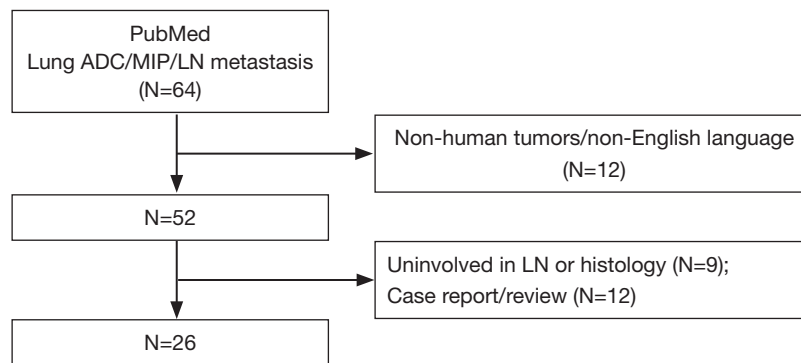 PubMed
Lung ADC/MIP/LN metastasis
(N=64)
Non-human tumors/non-English language
(N=12)
N=52
Uninvolved in LN or histology (N=9);
Case report/review (N=12)
N=26